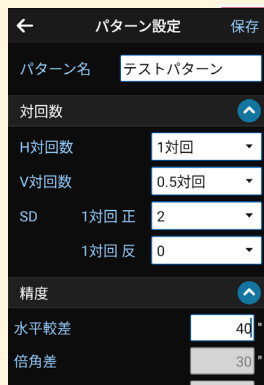 ← パターン設定 保存
パターン名 テストパターン
対回数
H対回数 1対回
V対回数 0.5対回
SD 1対回 正 2
1対回 反 0
精度
水平較差 40 "
倍角差 30 "